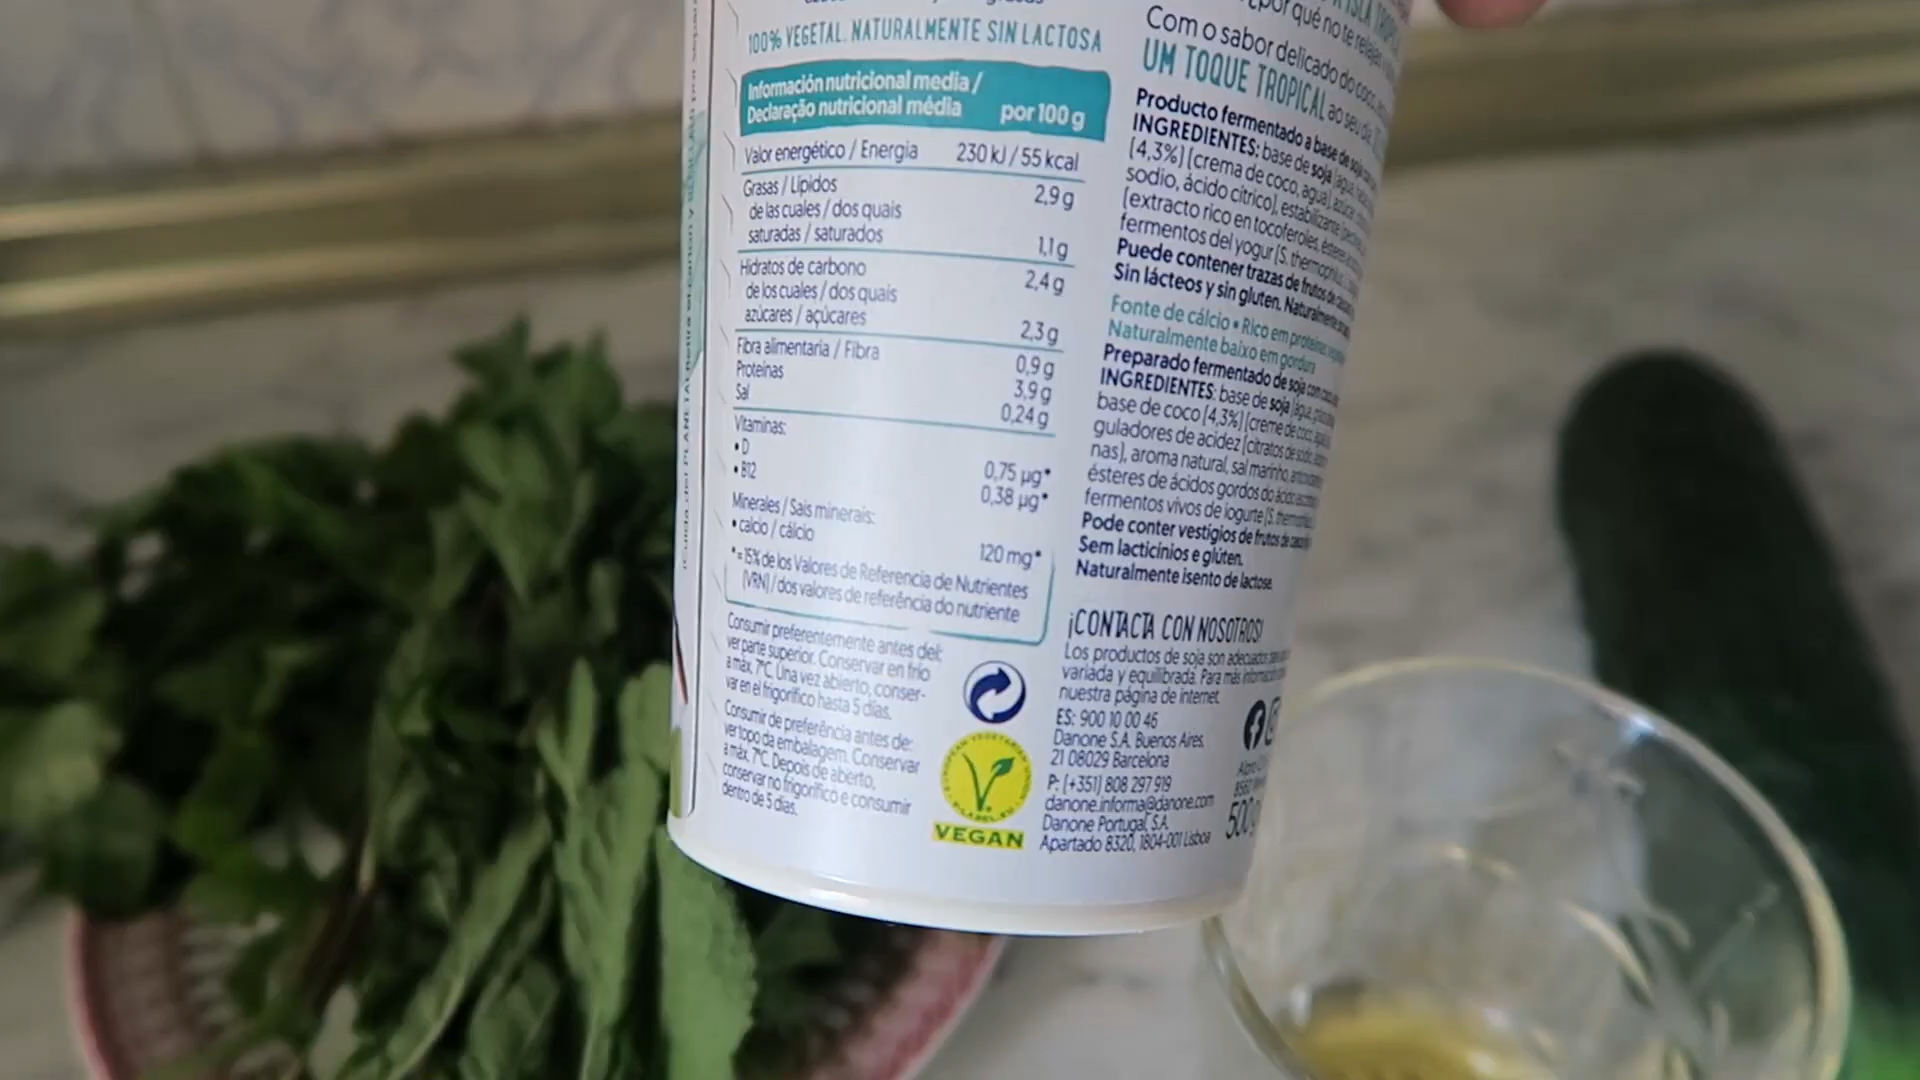 100% VEGETAL. NATURALMENTE SIN LACTOSA
Información nutricional media /
Declaração nutricional média por 100 g
Valor energético / Energia 230 kJ / 55 kcal
Grasas / Lípidos 2,9 g
de las cuales / dos quais
saturadas / saturados 1,1 g
Hidratos de carbono 2,4 g
de los cuales / dos quais
azúcares / açúcares 2,3 g
Fibra alimentaria / Fibra 0,9 g
Proteínas 3,9 g
Sal 0,24 g
Vitaminas:
• D 0,75 µg*
• B12 0,38 µg*
Minerales / Sais minerais:
• calcio / cálcio 120 mg*
*= 15% de los Valores de Referencia de Nutrientes
(VRN) / dos valores de referência do nutriente
Consumir preferentemente antes del:
ver parte superior. Conservar en frío
a máx. 7°C. Una vez abierto, conser-
var en el frigorífico hasta 5 días.
Consumir de preferência antes de:
ver topo da embalagem. Conservar
a máx. 7°C. Depois de aberto,
conservar no frigorífico e consumir
dentro de 5 dias.
VEGAN
¿por qué no te relajas
Com o sabor delicado do coco,
UM TOQUE TROPICAL ao seu
Producto fermentado a base de soja
INGREDIENTES: base de soja (agua,
(4,3%) (crema de coco, agua), azúcar,
sodio, ácido cítrico), estabilizante
(extracto rico en tocoferoles, ésteres
fermentos del yogur (S. thermophilus,
Puede contener trazas de frutos de
Sin lácteos y sin gluten. Naturalmente
Fonte de cálcio • Rico em proteínas
Naturalmente baixo em gordura
Preparado fermentado de soja com
INGREDIENTES: base de soja (água,
base de coco (4,3%) (creme de coco,
guladores de acidez (citratos de sódio,
nas), aroma natural, sal marinho,
ésteres de ácidos gordos do ácido
fermentos vivos de iogurte (S.
Pode conter vestígios de frutos de
Sem lacticínios e glúten.
Naturalmente isento de lactose.
¡CONTACTA CON NOSOTROS!
Los productos de soja son adecuados
variada y equilibrada. Para más información
nuestra página de internet.
ES: 900 10 00 46
Danone S.A. Buenos Aires,
21 08029 Barcelona
P: (+351) 808 297 919
danone.informa@danone.com
Danone Portugal, S.A.
Apartado 8320, 1804-001 Lisboa
500 g